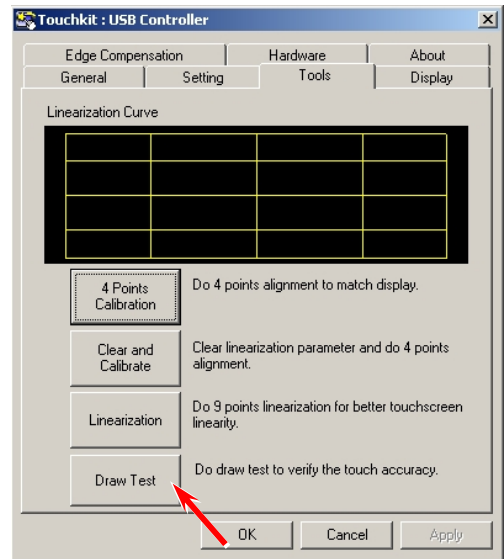 Touchkit : USB Controller
Edge Compensation Hardware About
General Setting Tools Display
Linearization Curve
4 Points
Calibration
Do 4 points alignment to match display.
Clear and
Calibrate
Clear linearization parameter and do 4 points
alignment.
Linearization
Do 9 points linearization for better touchscreen
linearity.
Draw Test
Do draw test to verify the touch accuracy.
OK Cancel Apply